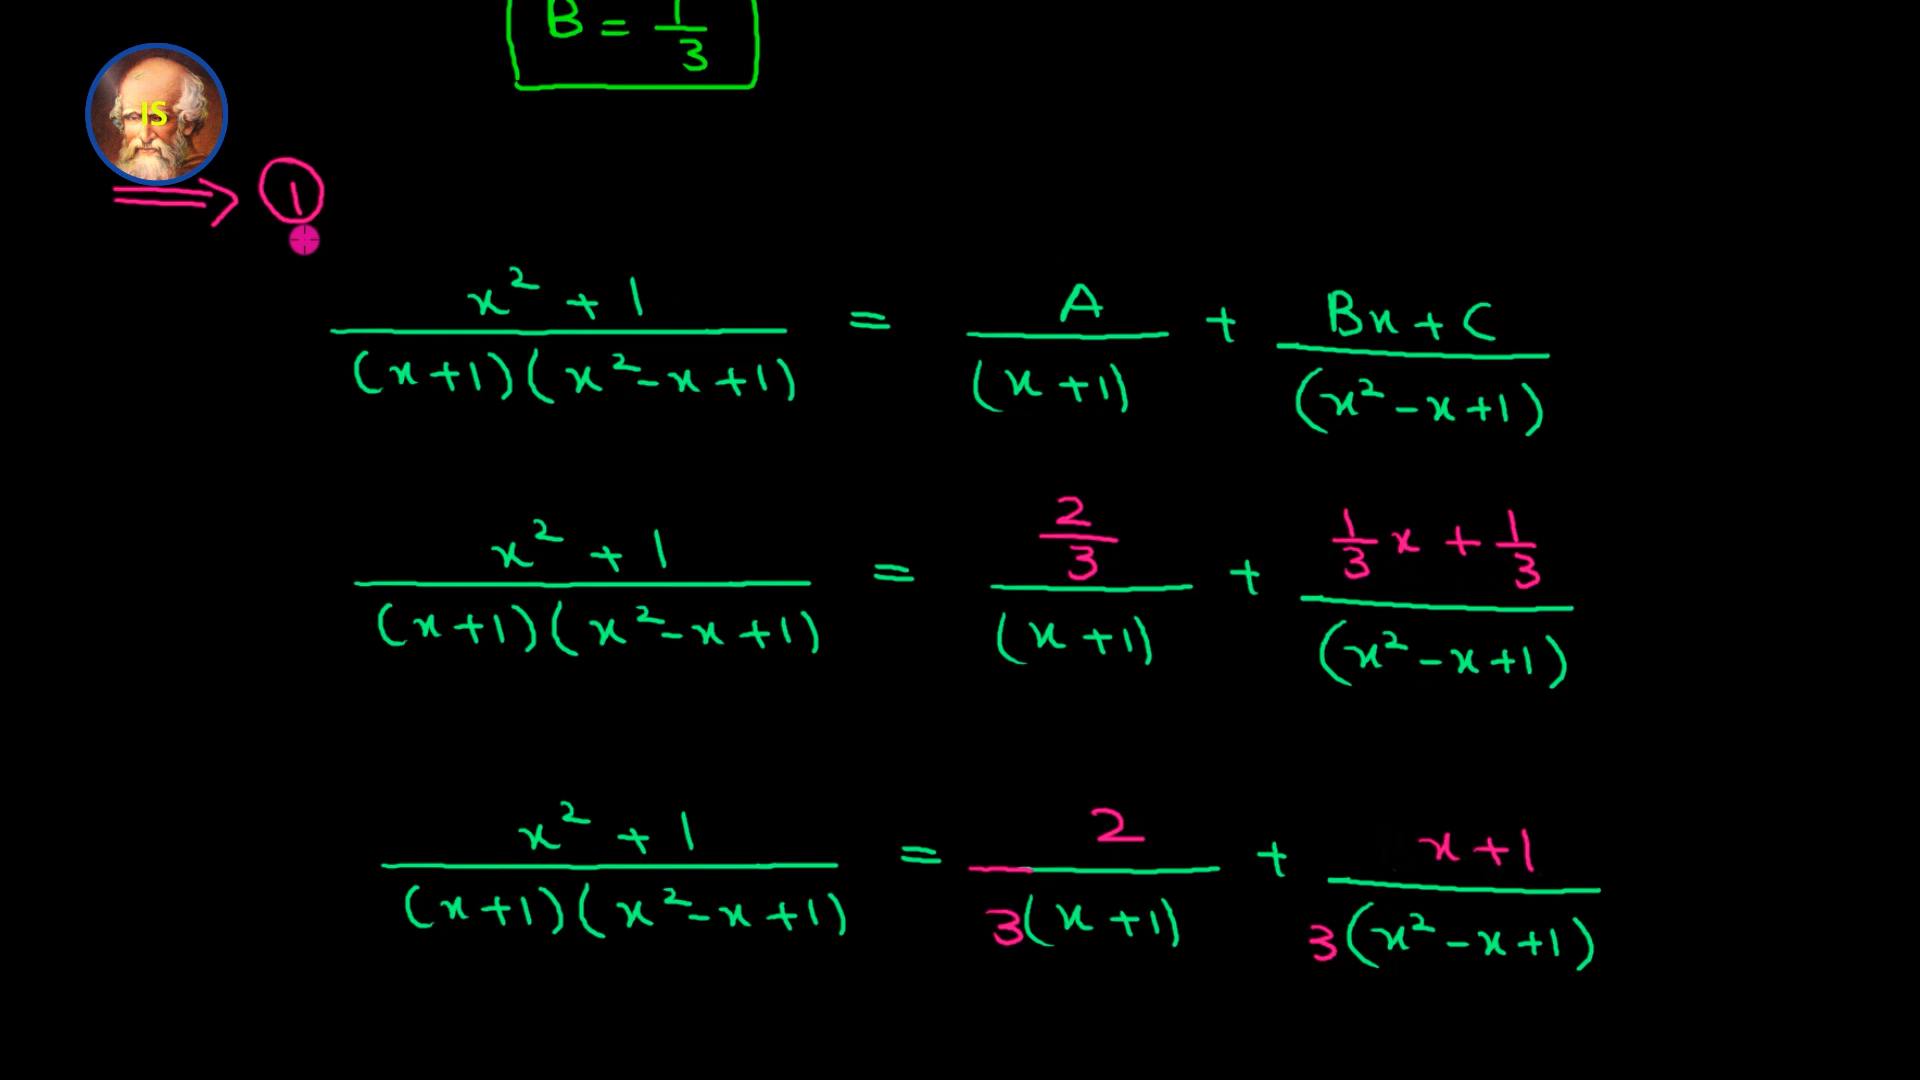 B = 1/3
IS
⇒ ①
x² + 1 / (x+1)(x²-x+1) = A / (x+1) + Bx+C / (x²-x+1)
x² + 1 / (x+1)(x²-x+1) = 2/3 / (x+1) + 1/3 x + 1/3 / (x²-x+1)
x² + 1 / (x+1)(x²-x+1) = 2 / 3(x+1) + x+1 / 3(x²-x+1)